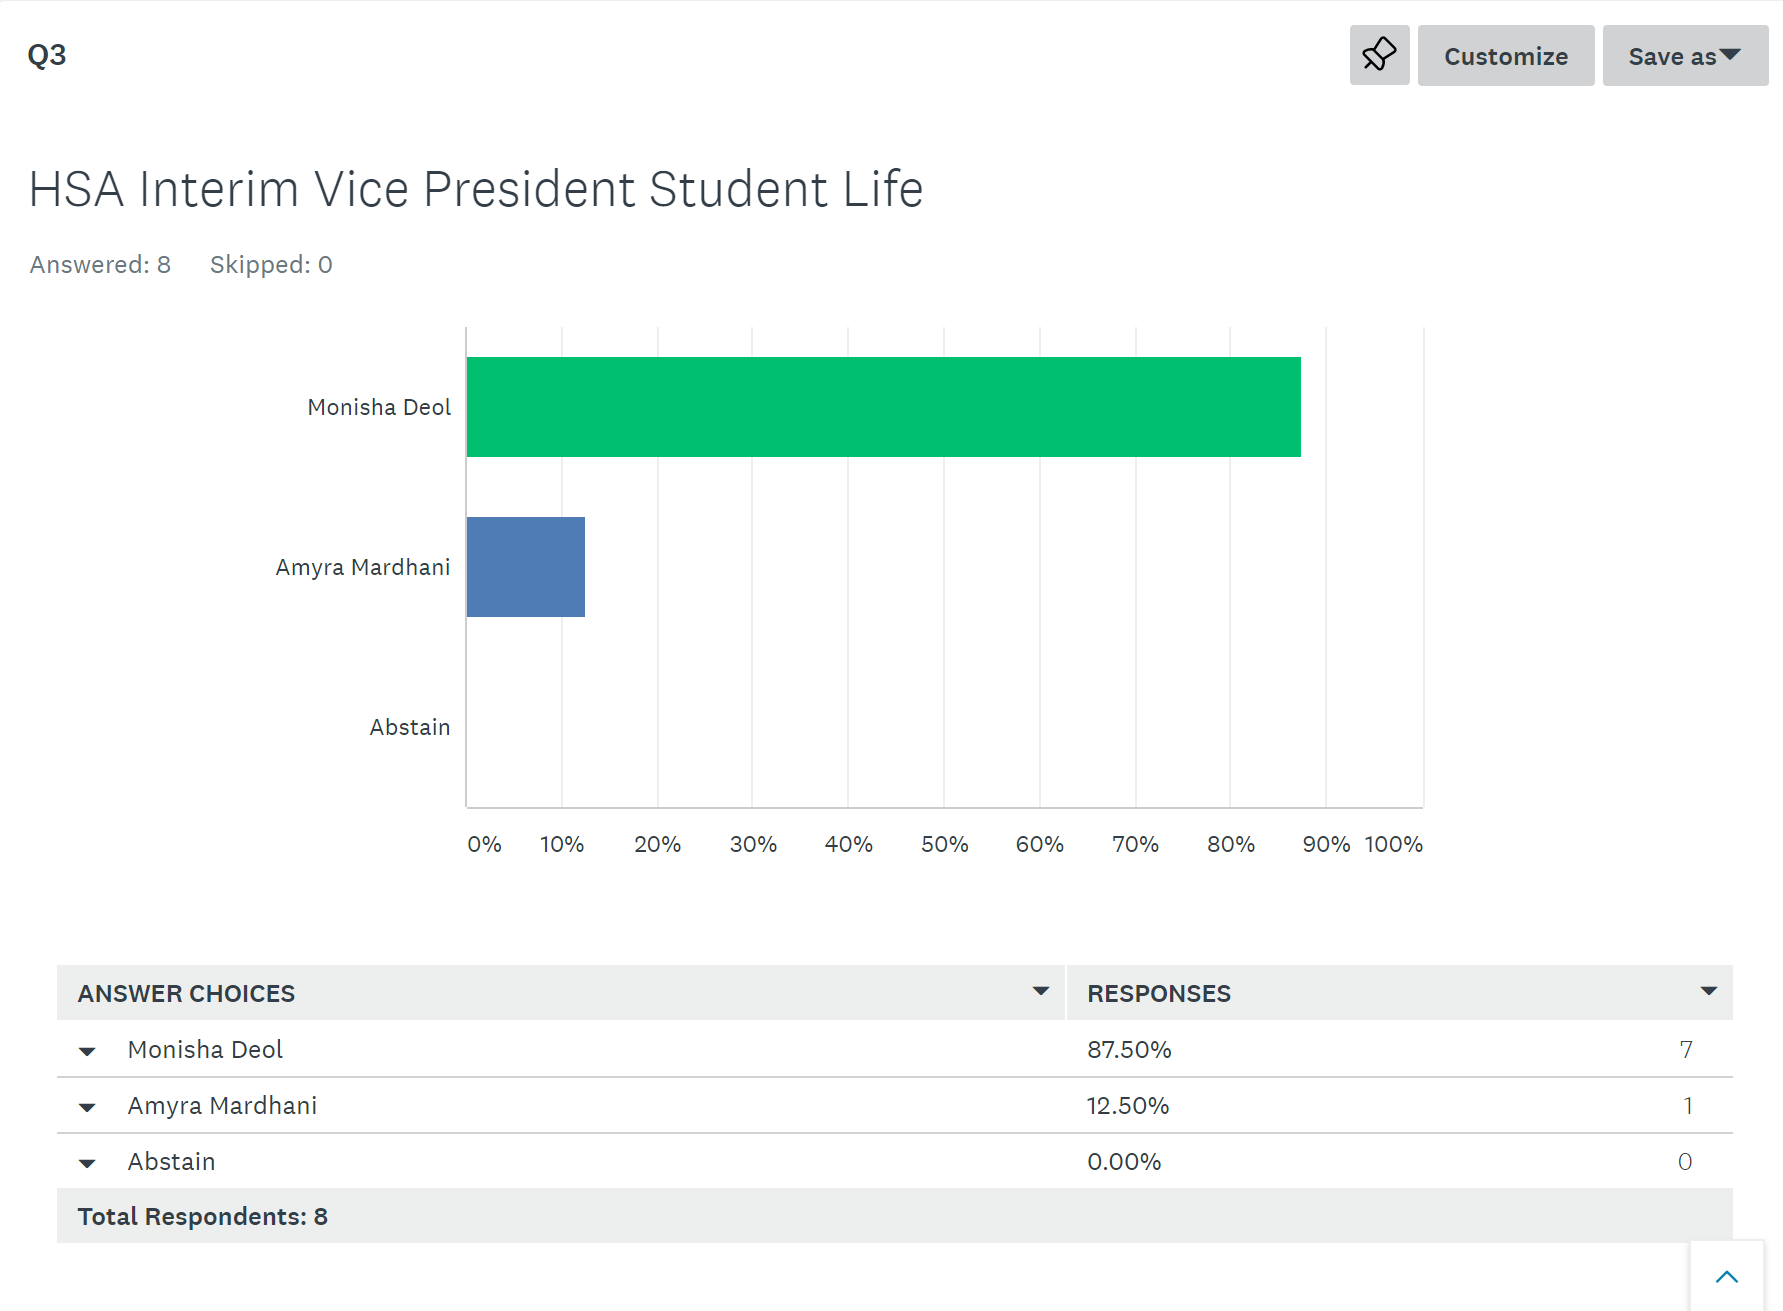 Q3
Customize
Save as
HSA Interim Vice President Student Life
Answered: 8 Skipped: 0
Monisha Deol
Amyra Mardhani
Abstain
0% 10% 20% 30% 40% 50% 60% 70% 80% 90% 100%
ANSWER CHOICES RESPONSES
Monisha Deol 87.50% 7
Amyra Mardhani 12.50% 1
Abstain 0.00% 0
Total Respondents: 8